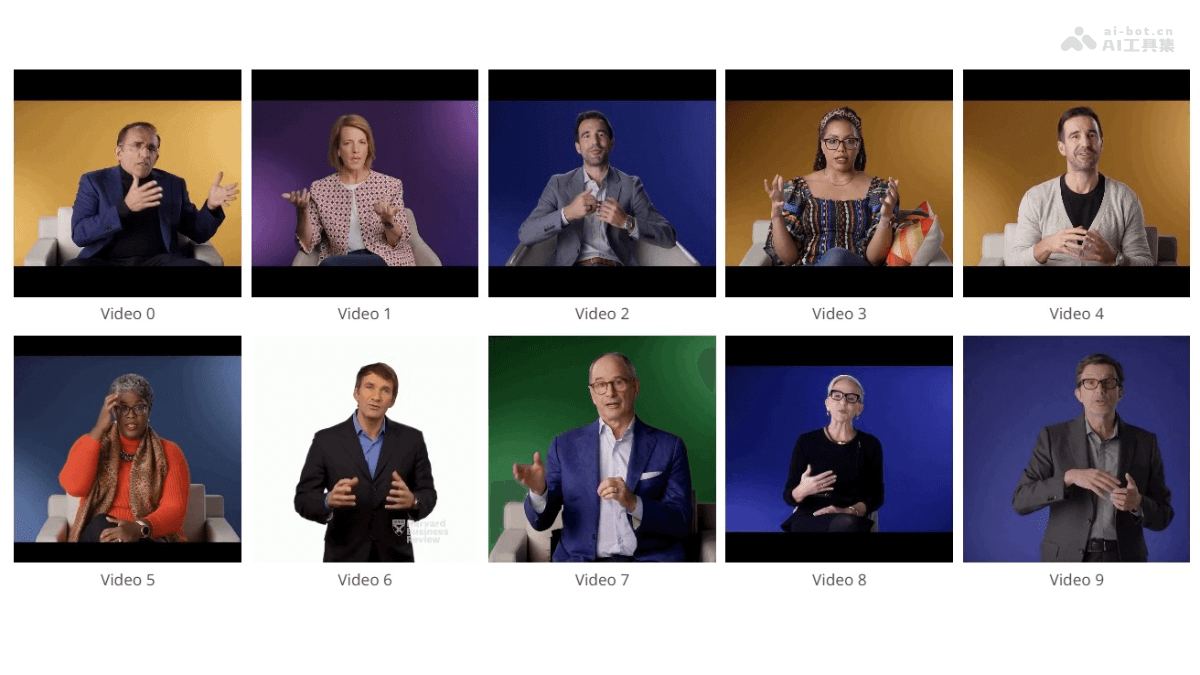 ai-bot.cn
AI工具集
Video 0
Video 1
Video 2
Video 3
Video 4
Harvard
Business
Review
Video 5
Video 6
Video 7
Video 8
Video 9